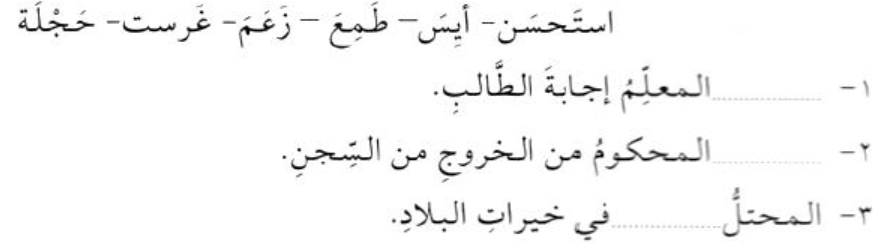 استَحسَن- أيِسَ– طَمِعَ – زَعَمَ- غَرست- حَجْلَة
١- ............المعلِّمُ إجابةَ الطَّالبِ.
٢- ............المحكومُ من الخروجِ من السِّجنِ.
٣- المحتلُّ............في خيراتِ البلادِ.